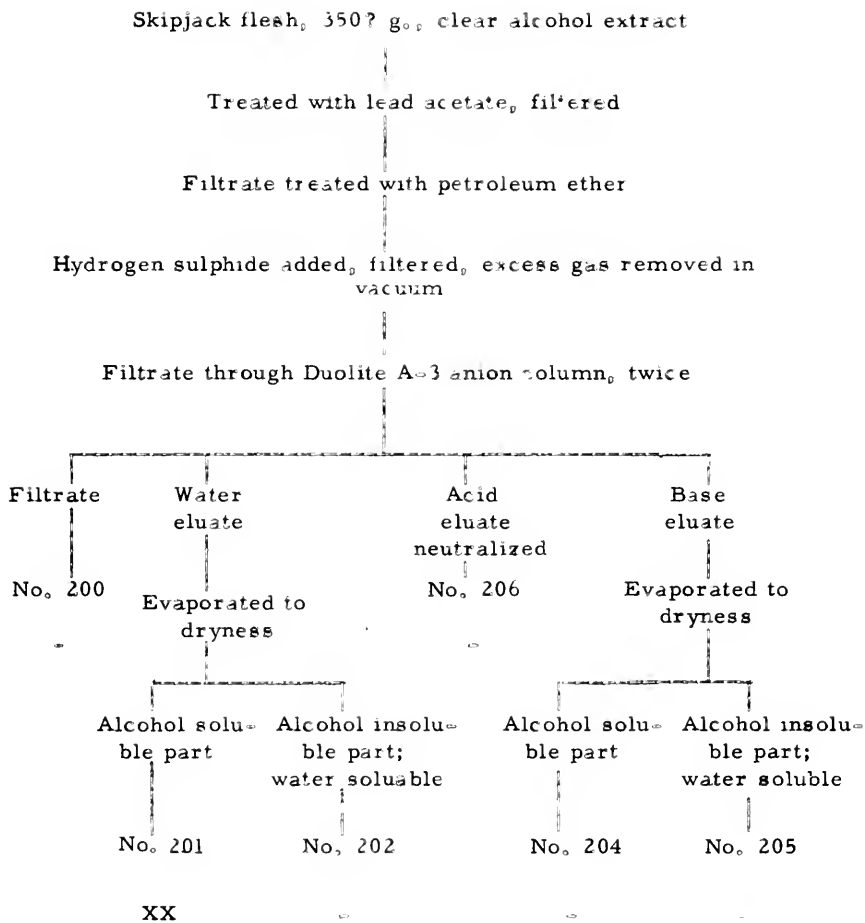 Skipjack flesh, 350? g., clear alcohol extract
Treated with lead acetate, filtered
Filtrate treated with petroleum ether
Hydrogen sulphide added, filtered, excess gas removed in
vacuum
Filtrate through Duolite A-3 anion column, twice
Filtrate Water Acid Base
eluate eluate eluate
neutralized
No. 200 No. 206
Evaporated to Evaporated to
dryness dryness
Alcohol solu- Alcohol insolu- Alcohol solu- Alcohol insolu-
ble part ble part; ble part ble part;
water soluable water soluble
No. 201 No. 202 No. 204 No. 205
XX